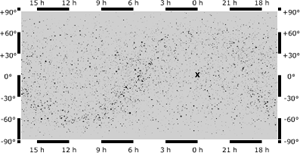 15 h 12 h 9 h 6 h 3 h 0 h 21 h 18 h
+90° +90°
+60° +60°
+30° +30°
0° x 0°
-30° -30°
-60° -60°
-90° -90°
15 h 12 h 9 h 6 h 3 h 0 h 21 h 18 h